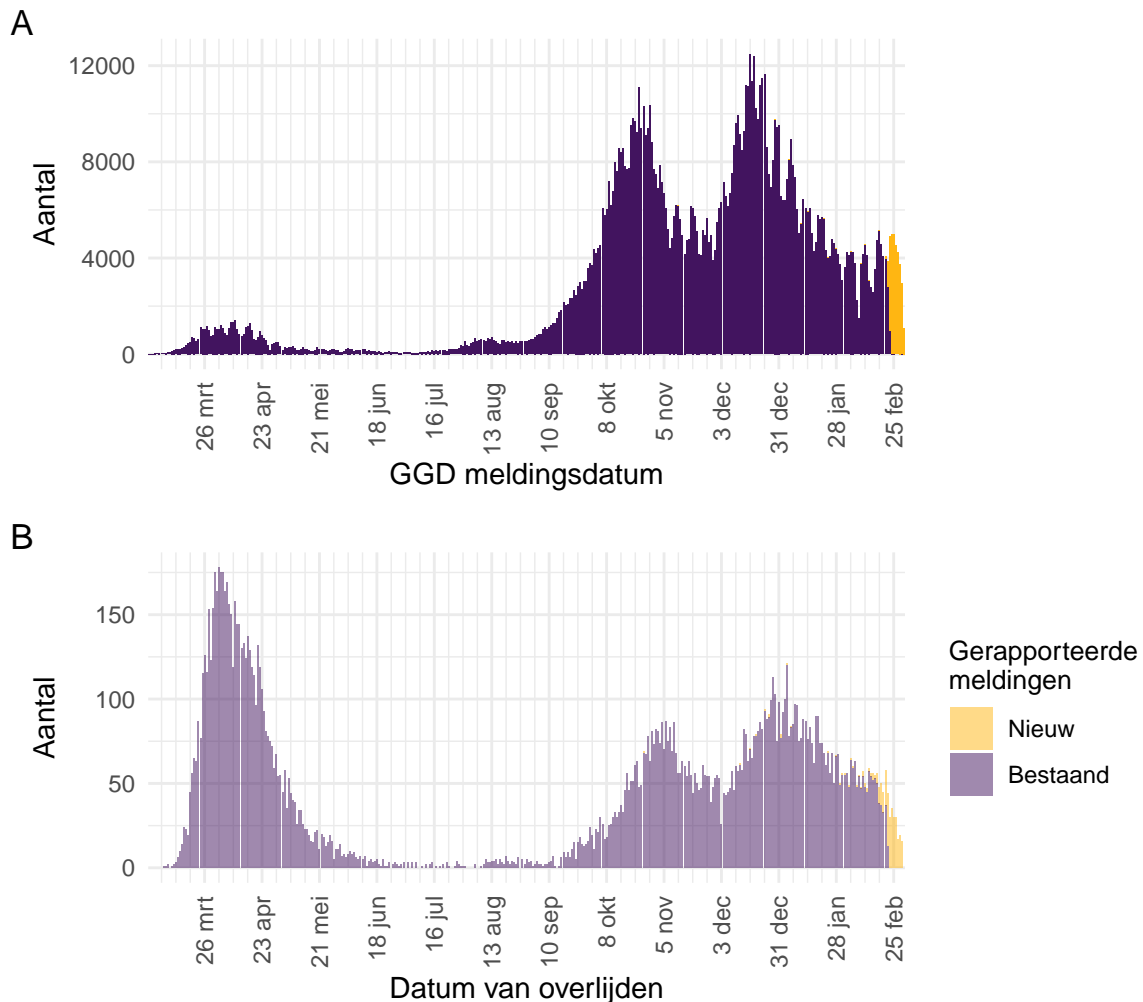 A
12000
8000
4000
0
Aantal
26 mrt
23 apr
21 mei
18 jun
16 jul
13 aug
10 sep
8 okt
5 nov
3 dec
31 dec
28 jan
25 feb
GGD meldingsdatum
B
150
100
50
0
Aantal
26 mrt
23 apr
21 mei
18 jun
16 jul
13 aug
10 sep
8 okt
5 nov
3 dec
31 dec
28 jan
25 feb
Datum van overlijden
Gerapporteerde
meldingen
Nieuw
Bestaand